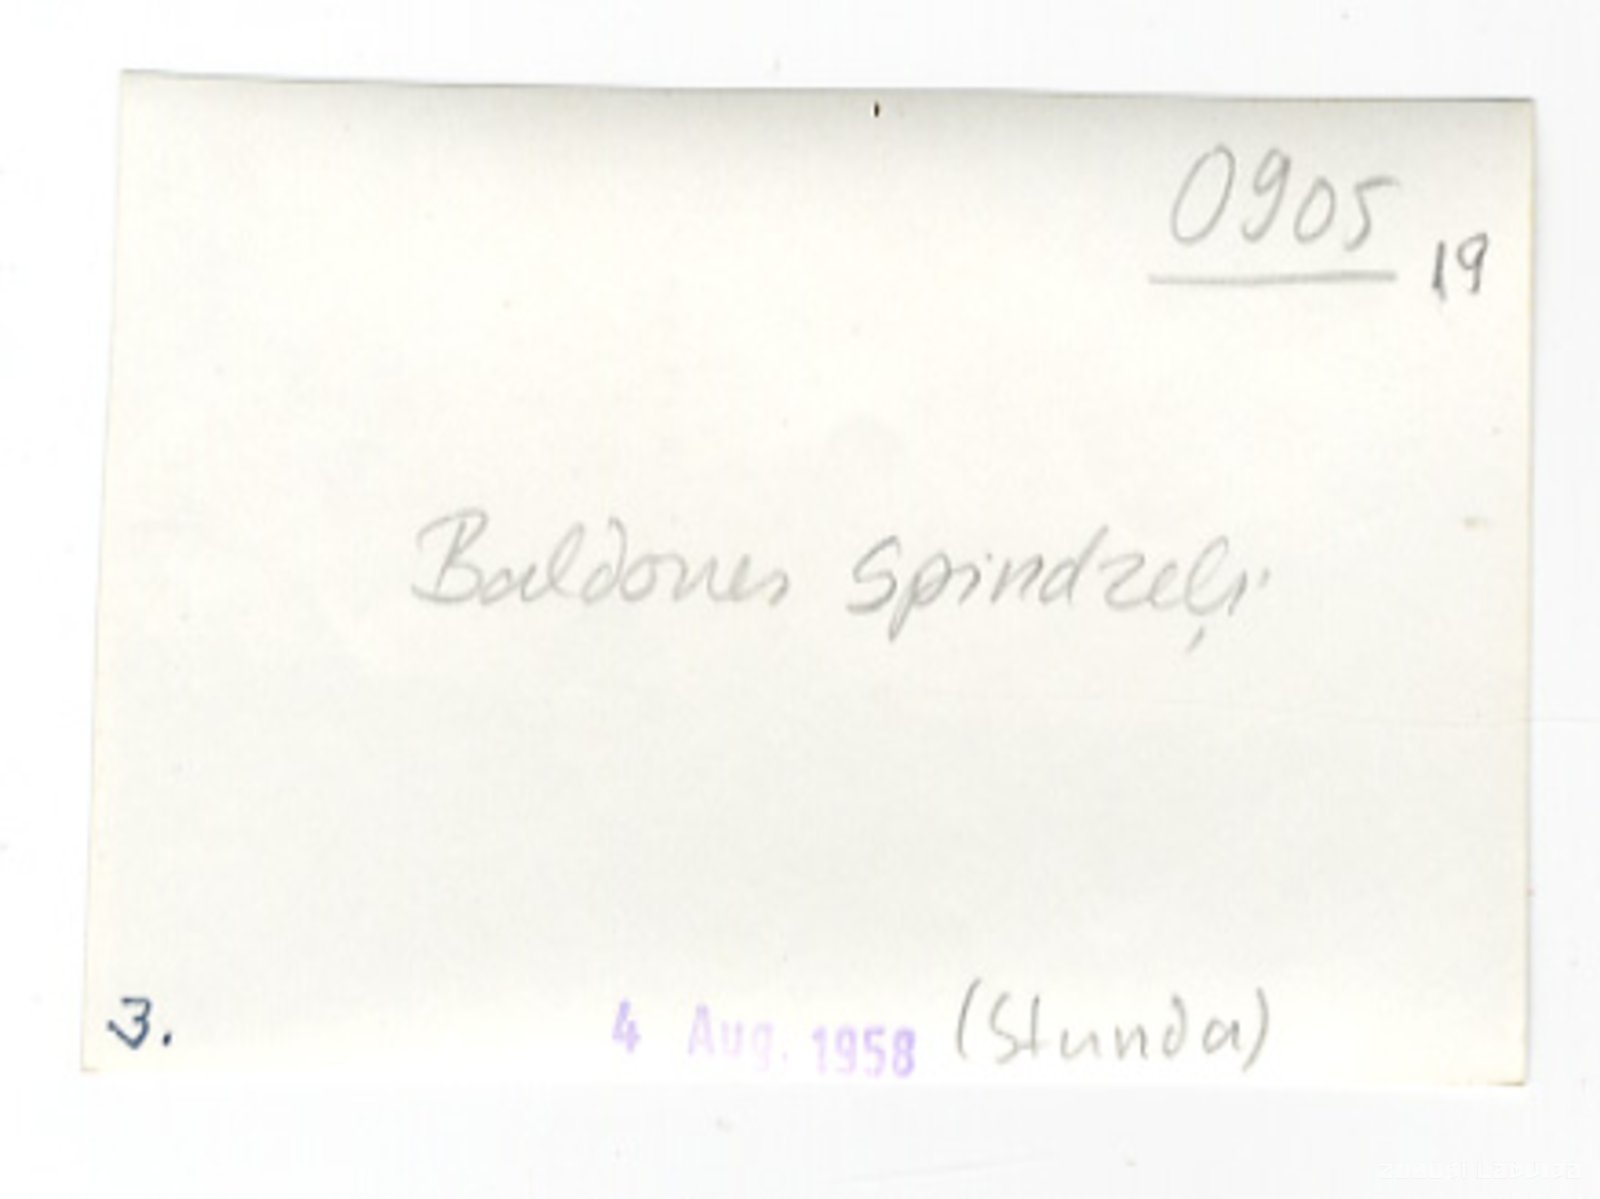 0905
19
Baldones Spindzeļi
3.
4 Aug. 1958 (Stunda)